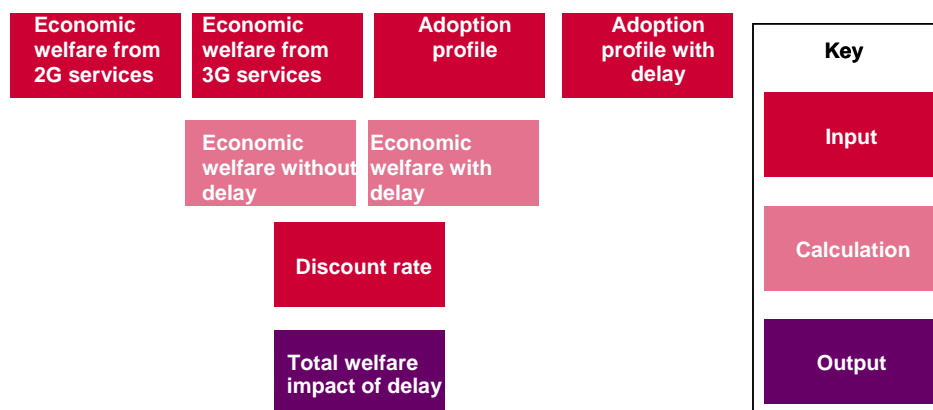 Economic
welfare from
2G services
Economic
welfare from
3G services
Adoption
profile
Adoption
profile with
delay
Key
Input
Economic
welfare without
delay
Economic
welfare with
delay
Calculation
Discount rate
Total welfare
impact of delay
Output